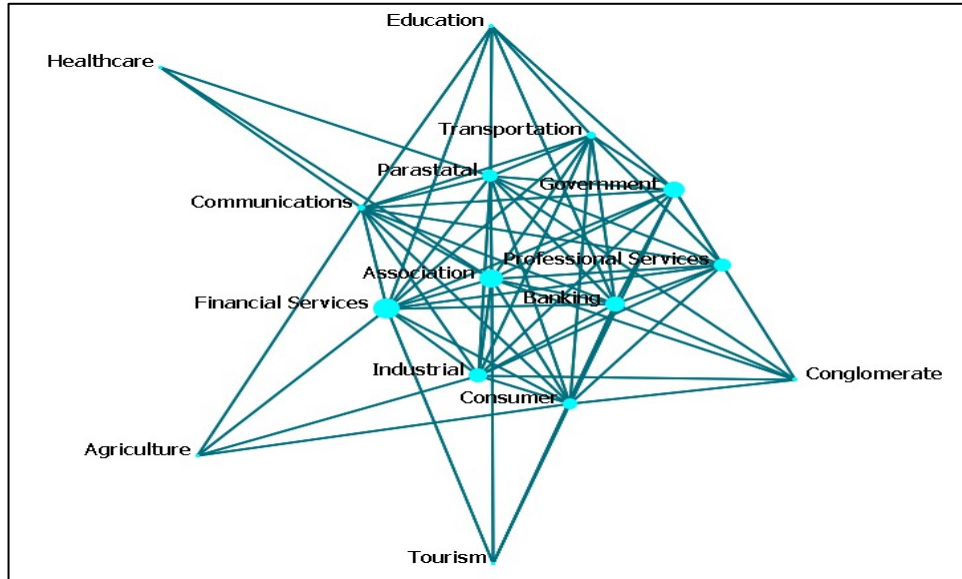 Education
Healthcare
Transportation
Parastatal
Government
Communications
Professional Services
Association
Banking
Financial Services
Industrial
Conglomerate
Consumer
Agriculture
Tourism